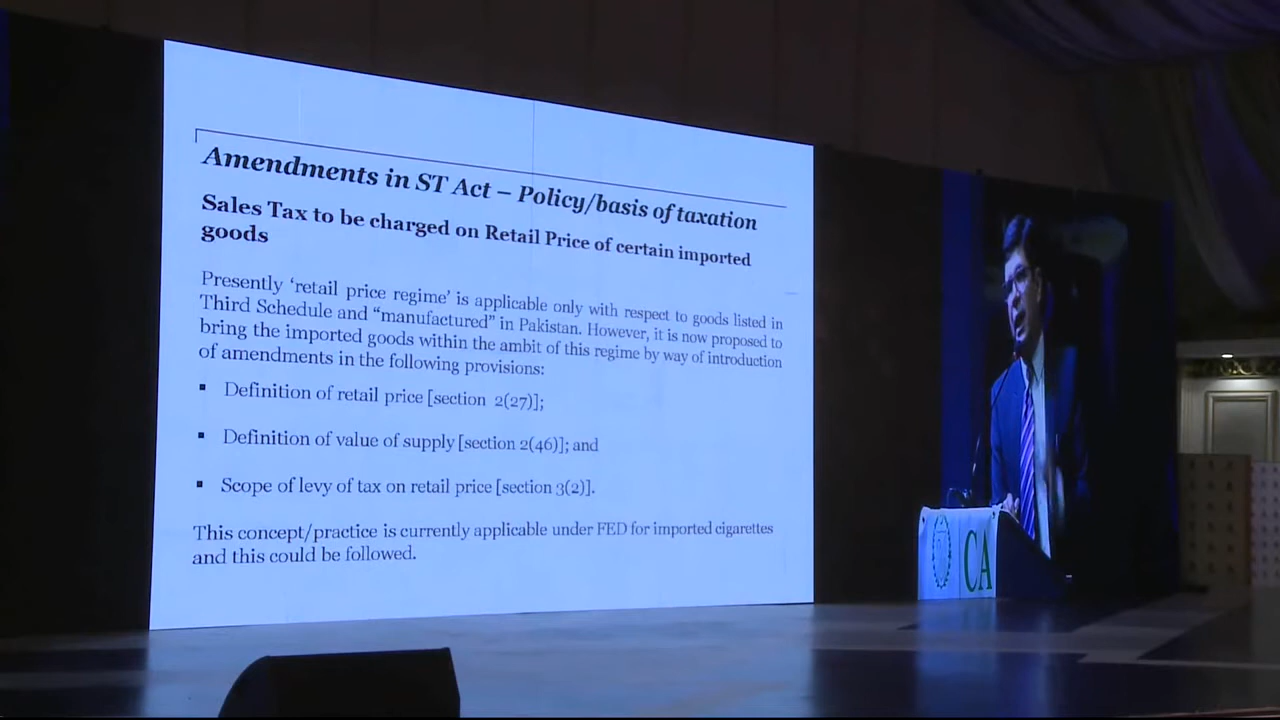 Amendments in ST Act – Policy/basis of taxation
Sales Tax to be charged on Retail Price of certain imported
goods
Presently ‘retail price regime’ is applicable only with respect to goods listed in
Third Schedule and “manufactured” in Pakistan. However, it is now proposed to
bring the imported goods within the ambit of this regime by way of introduction
of amendments in the following provisions:
▪ Definition of retail price [section 2(27)];
▪ Definition of value of supply [section 2(46)]; and
▪ Scope of levy of tax on retail price [section 3(2)].
This concept/practice is currently applicable under FED for imported cigarettes
and this could be followed.
CA